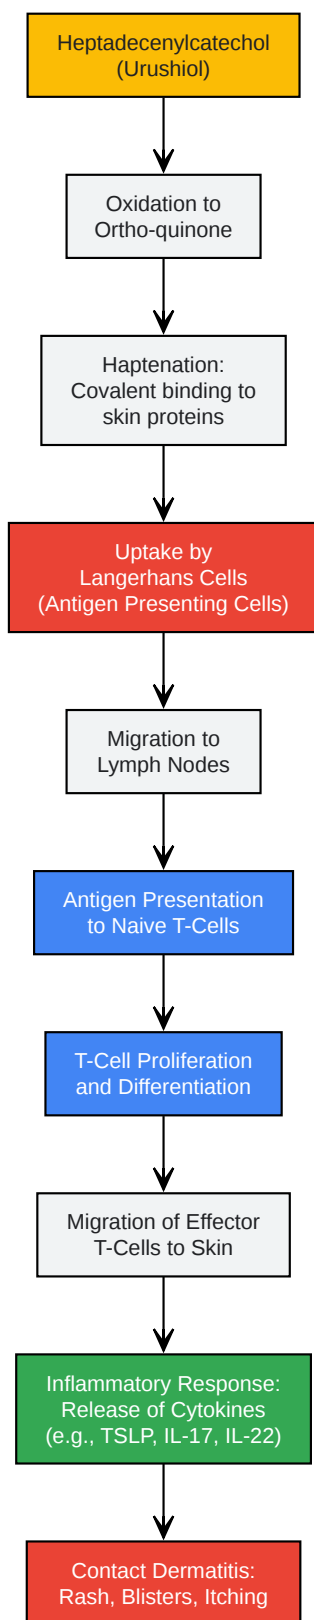 Heptadecenylcatechol
(Urushiol)
Oxidation to
Ortho-quinone
Haptenation:
Covalent binding to
skin proteins
Uptake by
Langerhans Cells
(Antigen Presenting Cells)
Migration to
Lymph Nodes
Antigen Presentation
to Naive T-Cells
T-Cell Proliferation
and Differentiation
Migration of Effector
T-Cells to Skin
Inflammatory Response:
Release of Cytokines
(e.g., TSLP, IL-17, IL-22)
Contact Dermatitis:
Rash, Blisters, Itching